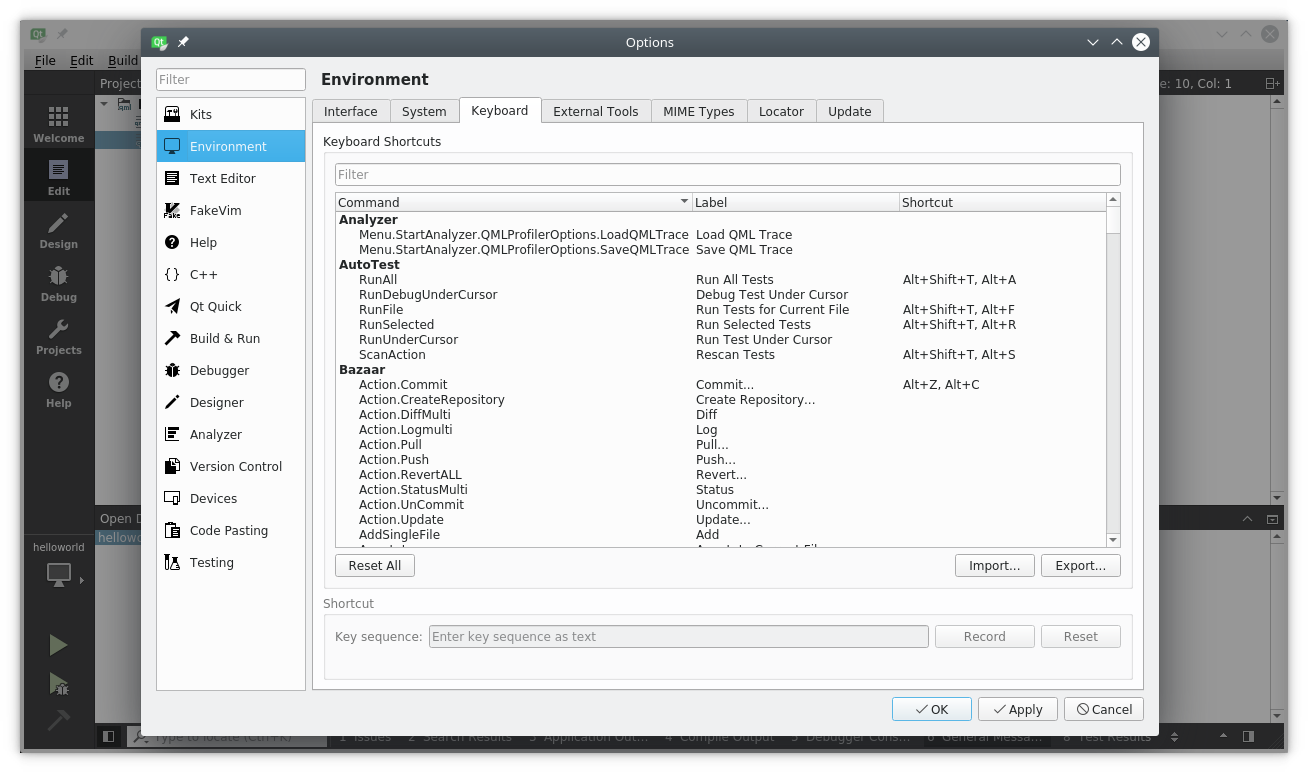 Options
File Edit Build
Project
e: 10, Col: 1
Welcome
Edit
Design
Debug
Projects
Help
Open D
hellowo
helloworld
Filter
Kits
Environment
Text Editor
FakeVim
Help
C++
Qt Quick
Build & Run
Debugger
Designer
Analyzer
Version Control
Devices
Code Pasting
Testing
Environment
Interface System Keyboard External Tools MIME Types Locator Update
Keyboard Shortcuts
Filter
Command Label Shortcut
Analyzer
Menu.StartAnalyzer.QMLProfilerOptions.LoadQMLTrace Load QML Trace
Menu.StartAnalyzer.QMLProfilerOptions.SaveQMLTrace Save QML Trace
AutoTest
RunAll Run All Tests Alt+Shift+T, Alt+A
RunDebugUnderCursor Debug Test Under Cursor
RunFile Run Tests for Current File Alt+Shift+T, Alt+F
RunSelected Run Selected Tests Alt+Shift+T, Alt+R
RunUnderCursor Run Test Under Cursor
ScanAction Rescan Tests Alt+Shift+T, Alt+S
Bazaar
Action.Commit Commit... Alt+Z, Alt+C
Action.CreateRepository Create Repository...
Action.DiffMulti Diff
Action.Logmulti Log
Action.Pull Pull...
Action.Push Push...
Action.RevertALL Revert...
Action.StatusMulti Status
Action.UnCommit Uncommit...
Action.Update Update...
AddSingleFile Add
Reset All Import... Export...
Shortcut
Key sequence: Enter key sequence as text Record Reset
OK Apply Cancel
Type to locate (Ctrl+K) 1 Issues 2 Search Results 3 Application Out... 4 Compile Output 5 Debugger Cons... 6 General Messa... 8 Test Results